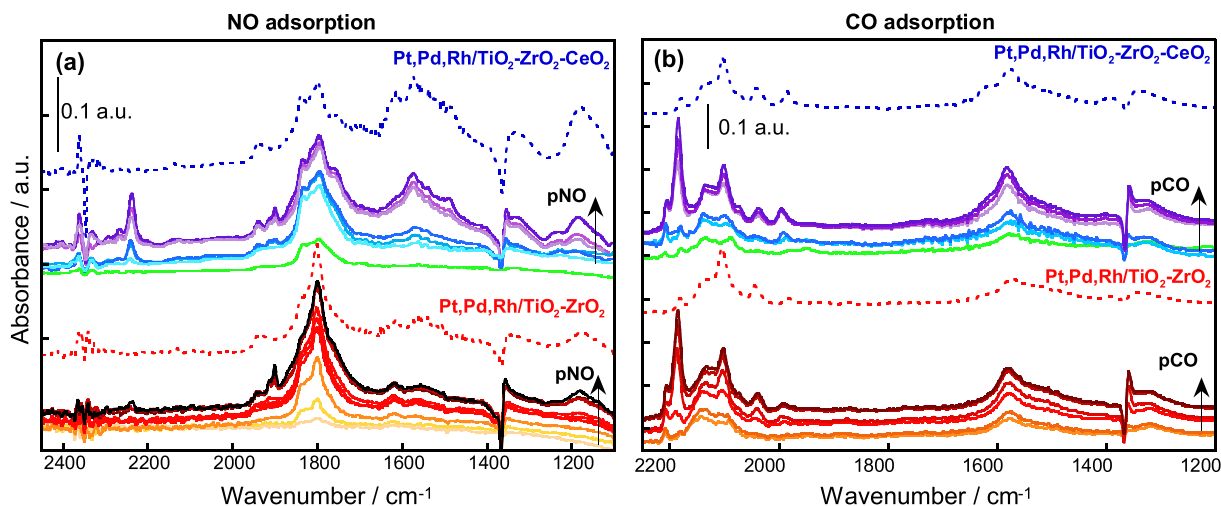 NO adsorption
CO adsorption
(a)
Pt,Pd,Rh/TiO₂-ZrO₂-CeO₂
0.1 a.u.
pNO
Pt,Pd,Rh/TiO₂-ZrO₂
pNO
Absorbance / a.u.
2400 2200 2000 1800 1600 1400 1200
Wavenumber / cm⁻¹
(b)
Pt,Pd,Rh/TiO₂-ZrO₂-CeO₂
0.1 a.u.
pCO
Pt,Pd,Rh/TiO₂-ZrO₂
pCO
2200 2000 1800 1600 1400 1200
Wavenumber / cm⁻¹